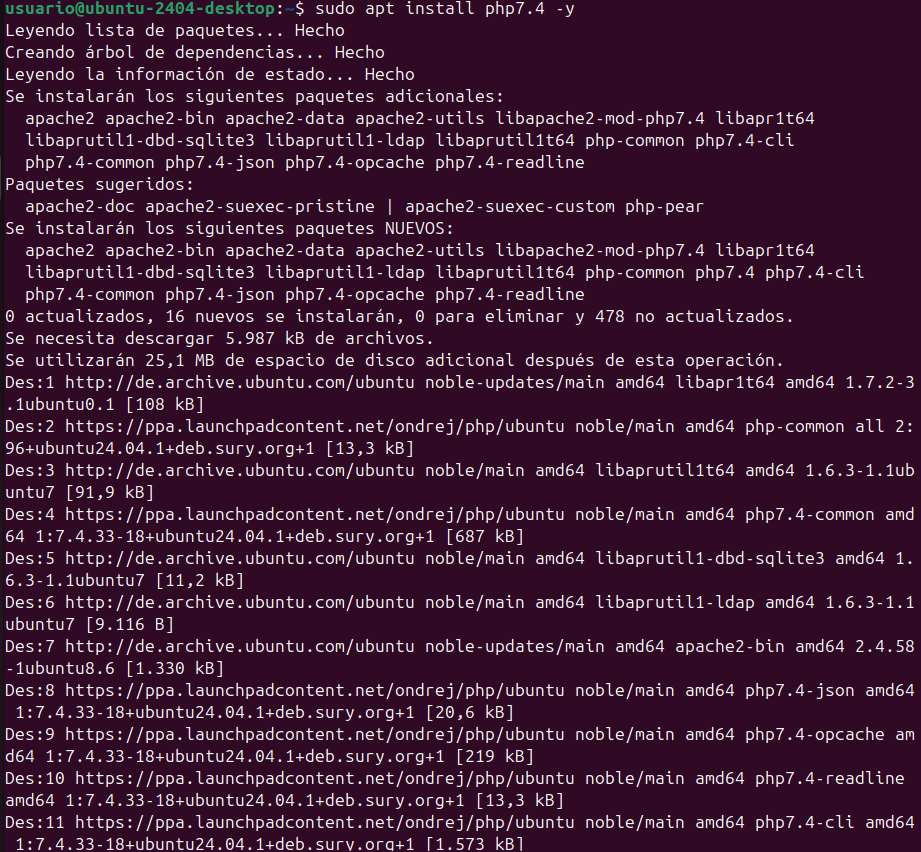 usuario@ubuntu-2404-desktop:~$ sudo apt install php7.4 -y
Leyendo lista de paquetes... Hecho
Creando árbol de dependencias... Hecho
Leyendo la información de estado... Hecho
Se instalarán los siguientes paquetes adicionales:
  apache2 apache2-bin apache2-data apache2-utils libapache2-mod-php7.4 libapr1t64
  libaprutil1-dbd-sqlite3 libaprutil1-ldap libaprutil1t64 php-common php7.4-cli
  php7.4-common php7.4-json php7.4-opcache php7.4-readline
Paquetes sugeridos:
  apache2-doc apache2-suexec-pristine | apache2-suexec-custom php-pear
Se instalarán los siguientes paquetes NUEVOS:
  apache2 apache2-bin apache2-data apache2-utils libapache2-mod-php7.4 libapr1t64
  libaprutil1-dbd-sqlite3 libaprutil1-ldap libaprutil1t64 php-common php7.4 php7.4-cli
  php7.4-common php7.4-json php7.4-opcache php7.4-readline
0 actualizados, 16 nuevos se instalarán, 0 para eliminar y 478 no actualizados.
Se necesita descargar 5.987 kB de archivos.
Se utilizarán 25,1 MB de espacio de disco adicional después de esta operación.
Des:1 http://de.archive.ubuntu.com/ubuntu noble-updates/main amd64 libapr1t64 amd64 1.7.2-3
.1ubuntu0.1 [108 kB]
Des:2 https://ppa.launchpadcontent.net/ondrej/php/ubuntu noble/main amd64 php-common all 2:
96+ubuntu24.04.1+deb.sury.org+1 [13,3 kB]
Des:3 http://de.archive.ubuntu.com/ubuntu noble/main amd64 libaprutil1t64 amd64 1.6.3-1.1ub
untu7 [91,9 kB]
Des:4 https://ppa.launchpadcontent.net/ondrej/php/ubuntu noble/main amd64 php7.4-common amd
64 1:7.4.33-18+ubuntu24.04.1+deb.sury.org+1 [687 kB]
Des:5 http://de.archive.ubuntu.com/ubuntu noble/main amd64 libaprutil1-dbd-sqlite3 amd64 1.
6.3-1.1ubuntu7 [11,2 kB]
Des:6 http://de.archive.ubuntu.com/ubuntu noble/main amd64 libaprutil1-ldap amd64 1.6.3-1.1
ubuntu7 [9.116 B]
Des:7 http://de.archive.ubuntu.com/ubuntu noble-updates/main amd64 apache2-bin amd64 2.4.58
-1ubuntu8.6 [1.330 kB]
Des:8 https://ppa.launchpadcontent.net/ondrej/php/ubuntu noble/main amd64 php7.4-json amd64
 1:7.4.33-18+ubuntu24.04.1+deb.sury.org+1 [20,6 kB]
Des:9 https://ppa.launchpadcontent.net/ondrej/php/ubuntu noble/main amd64 php7.4-opcache am
d64 1:7.4.33-18+ubuntu24.04.1+deb.sury.org+1 [219 kB]
Des:10 https://ppa.launchpadcontent.net/ondrej/php/ubuntu noble/main amd64 php7.4-readline
amd64 1:7.4.33-18+ubuntu24.04.1+deb.sury.org+1 [13,3 kB]
Des:11 https://ppa.launchpadcontent.net/ondrej/php/ubuntu noble/main amd64 php7.4-cli amd64
 1:7.4.33-18+ubuntu24.04.1+deb.sury.org+1 [1.573 kB]